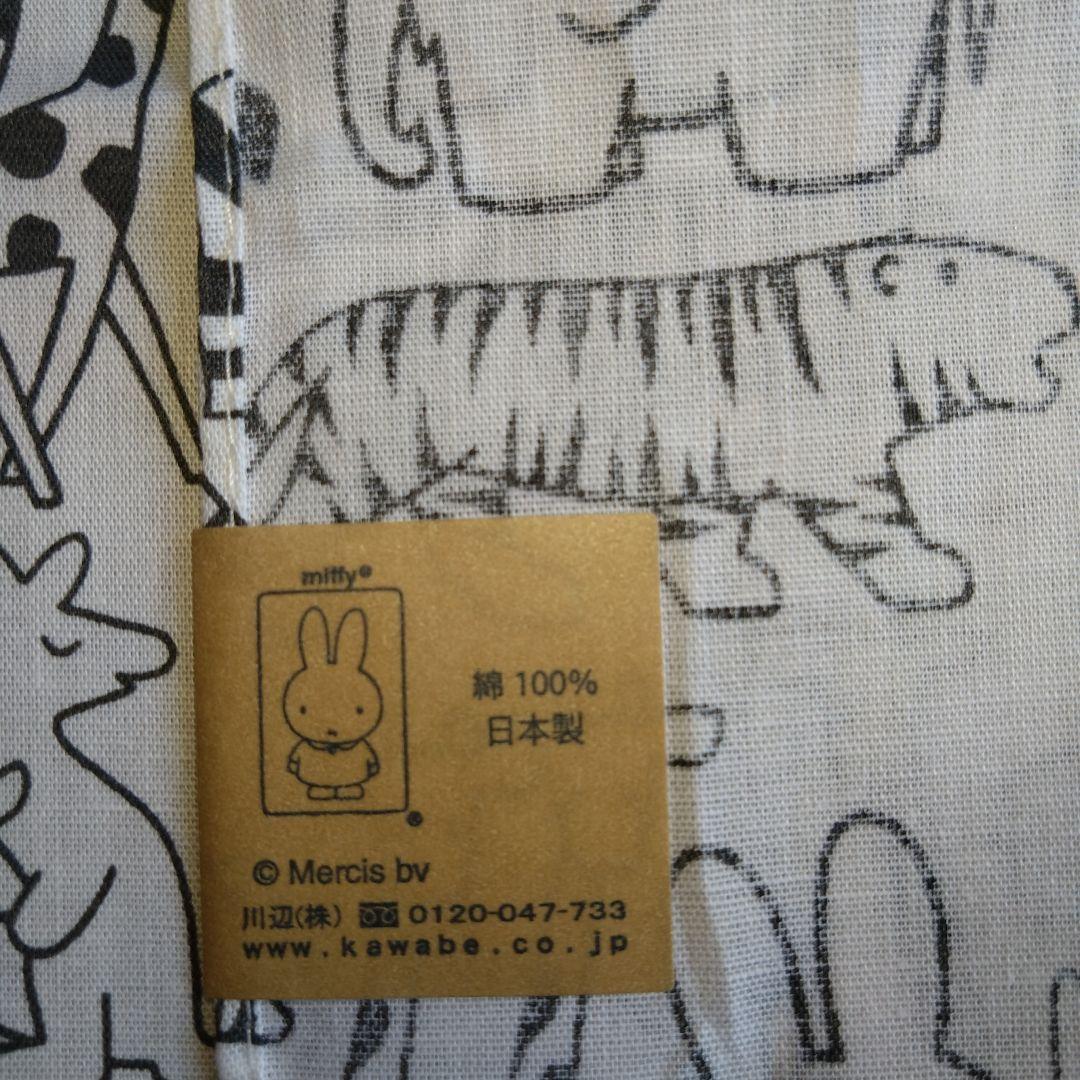 miffy®
綿 100%
日本製
®
© Mercis bv
川辺(株) 0120-047-733
www.kawabe.co.jp